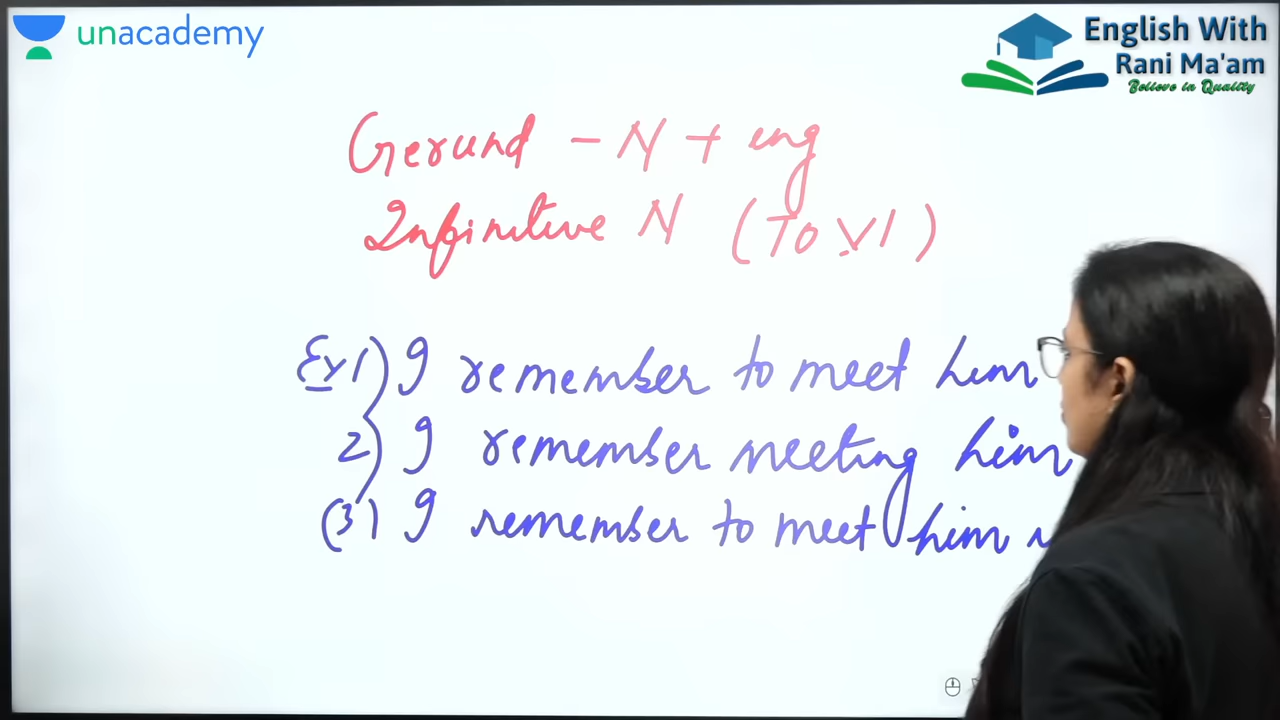 unacademy
English With
Rani Ma'am
Believe in Quality
Gerund - N + ing
Infinitive N (To V1)
Ex 1) I remember to meet him
2) I remember meeting him
(3) I remember to meet him